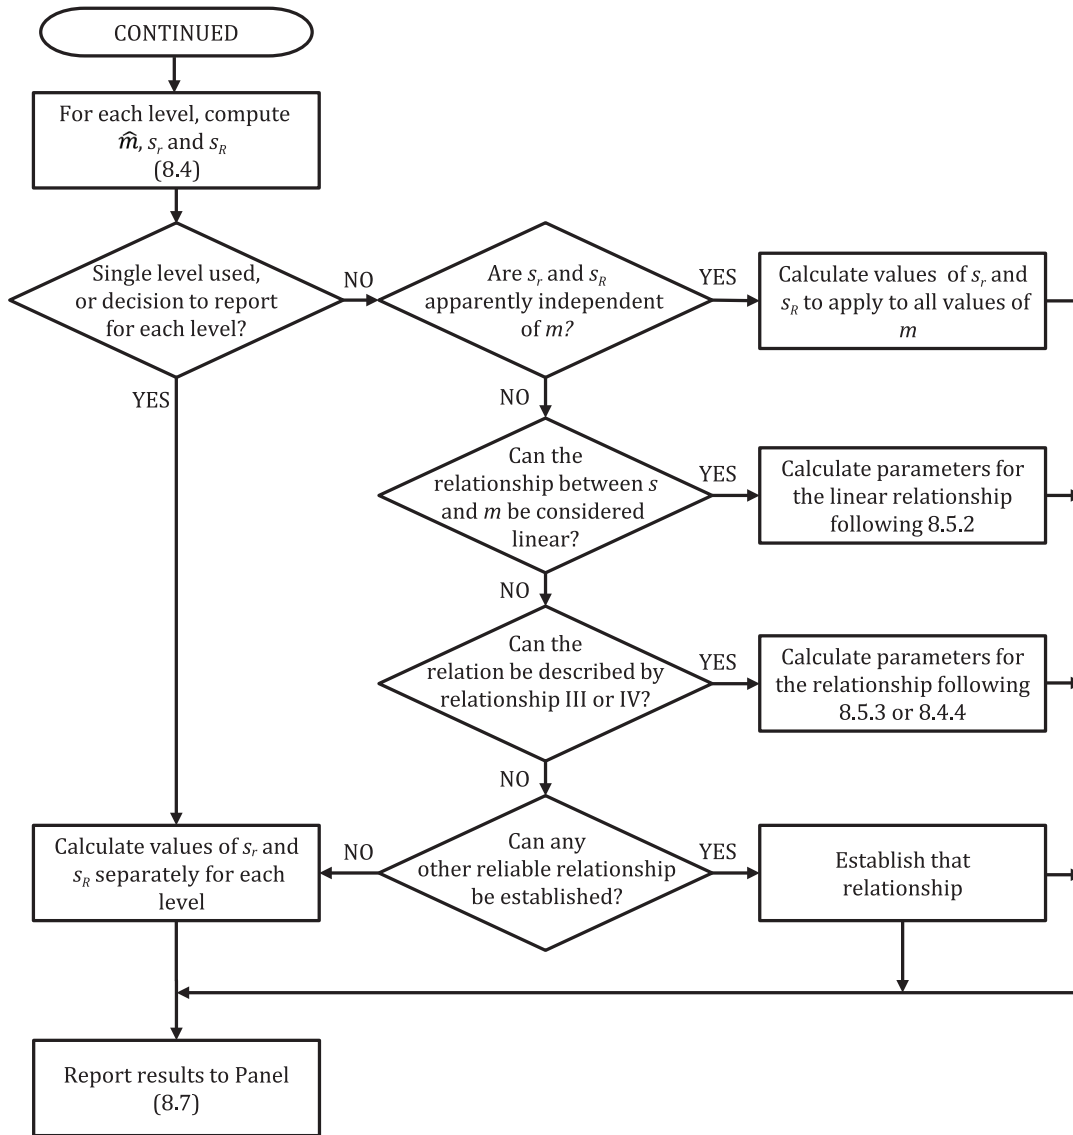 CONTINUED
For each level, compute
m̂, sᵣ and s_R
(8.4)
Single level used,
or decision to report
for each level?
NO
Are sᵣ and s_R
apparently independent
of m?
YES
Calculate values of sᵣ and
s_R to apply to all values of
m
YES
NO
Can the
relationship between s
and m be considered
linear?
YES
Calculate parameters for
the linear relationship
following 8.5.2
NO
Can the
relation be described by
relationship III or IV?
YES
Calculate parameters for
the relationship following
8.5.3 or 8.4.4
NO
Calculate values of sᵣ and
s_R separately for each
level
NO
Can any
other reliable relationship
be established?
YES
Establish that
relationship
Report results to Panel
(8.7)